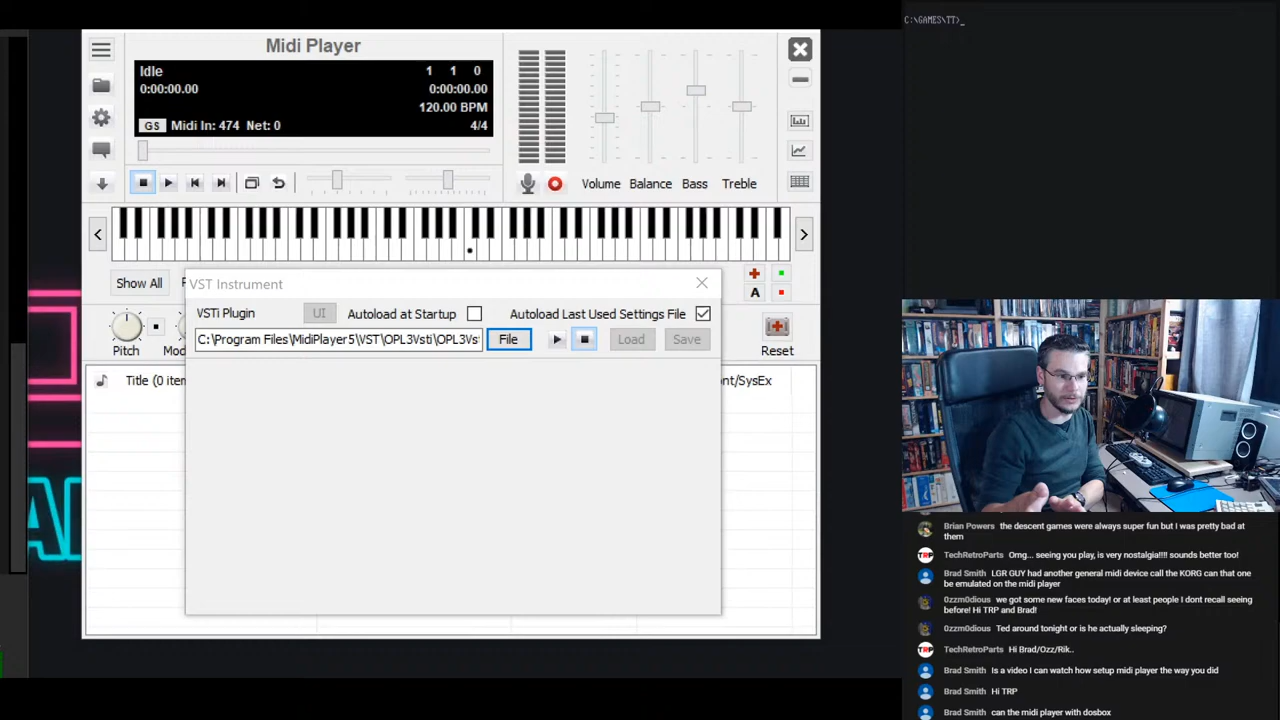 C:\GAMES\TT>_
Midi Player
Idle
1 1 0
0:00:00.00
0:00:00.00
120.00 BPM
GS Midi In: 474 Net: 0
4/4
Volume Balance Bass Treble
Show All
A
VST Instrument
VSTi Plugin UI Autoload at Startup Autoload Last Used Settings File
C:\Program Files\MidiPlayer5\VST\OPL3Vsti\OPL3Vst File Load Save
Pitch
Reset
Brian Powers the descent games were always super fun but I was pretty bad at
them
TechRetroParts Omg... seeing you play, is very nostalgia!!!! sounds better too!
Brad Smith LGR GUY had another general midi device call the KORG can that one
be emulated on the midi player
0zzm0dious we got some new faces today! or at least people I dont recall seeing
before! Hi TRP and Brad!
0zzm0dious Ted around tonight or is he actually sleeping?
TechRetroParts Hi Brad/Ozz/Rik..
Brad Smith Is a video I can watch how setup midi player the way you did
Brad Smith Hi TRP
Brad Smith can the midi player with dosbox